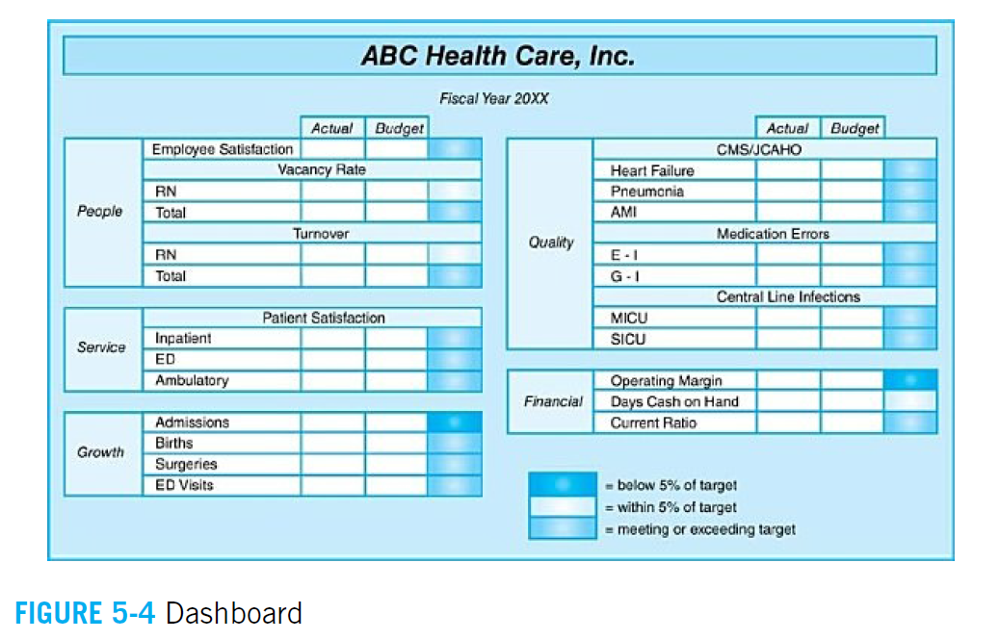 ABC Health Care, Inc.
Fiscal Year 20XX
Actual Budget
People
Employee Satisfaction
Vacancy Rate
RN
Total
Turnover
RN
Total
Service
Patient Satisfaction
Inpatient
ED
Ambulatory
Growth
Admissions
Births
Surgeries
ED Visits
Actual Budget
Quality
CMS/JCAHO
Heart Failure
Pneumonia
AMI
Medication Errors
E - I
G - I
Central Line Infections
MICU
SICU
Financial
Operating Margin
Days Cash on Hand
Current Ratio
= below 5% of target
= within 5% of target
= meeting or exceeding target
FIGURE 5-4 Dashboard